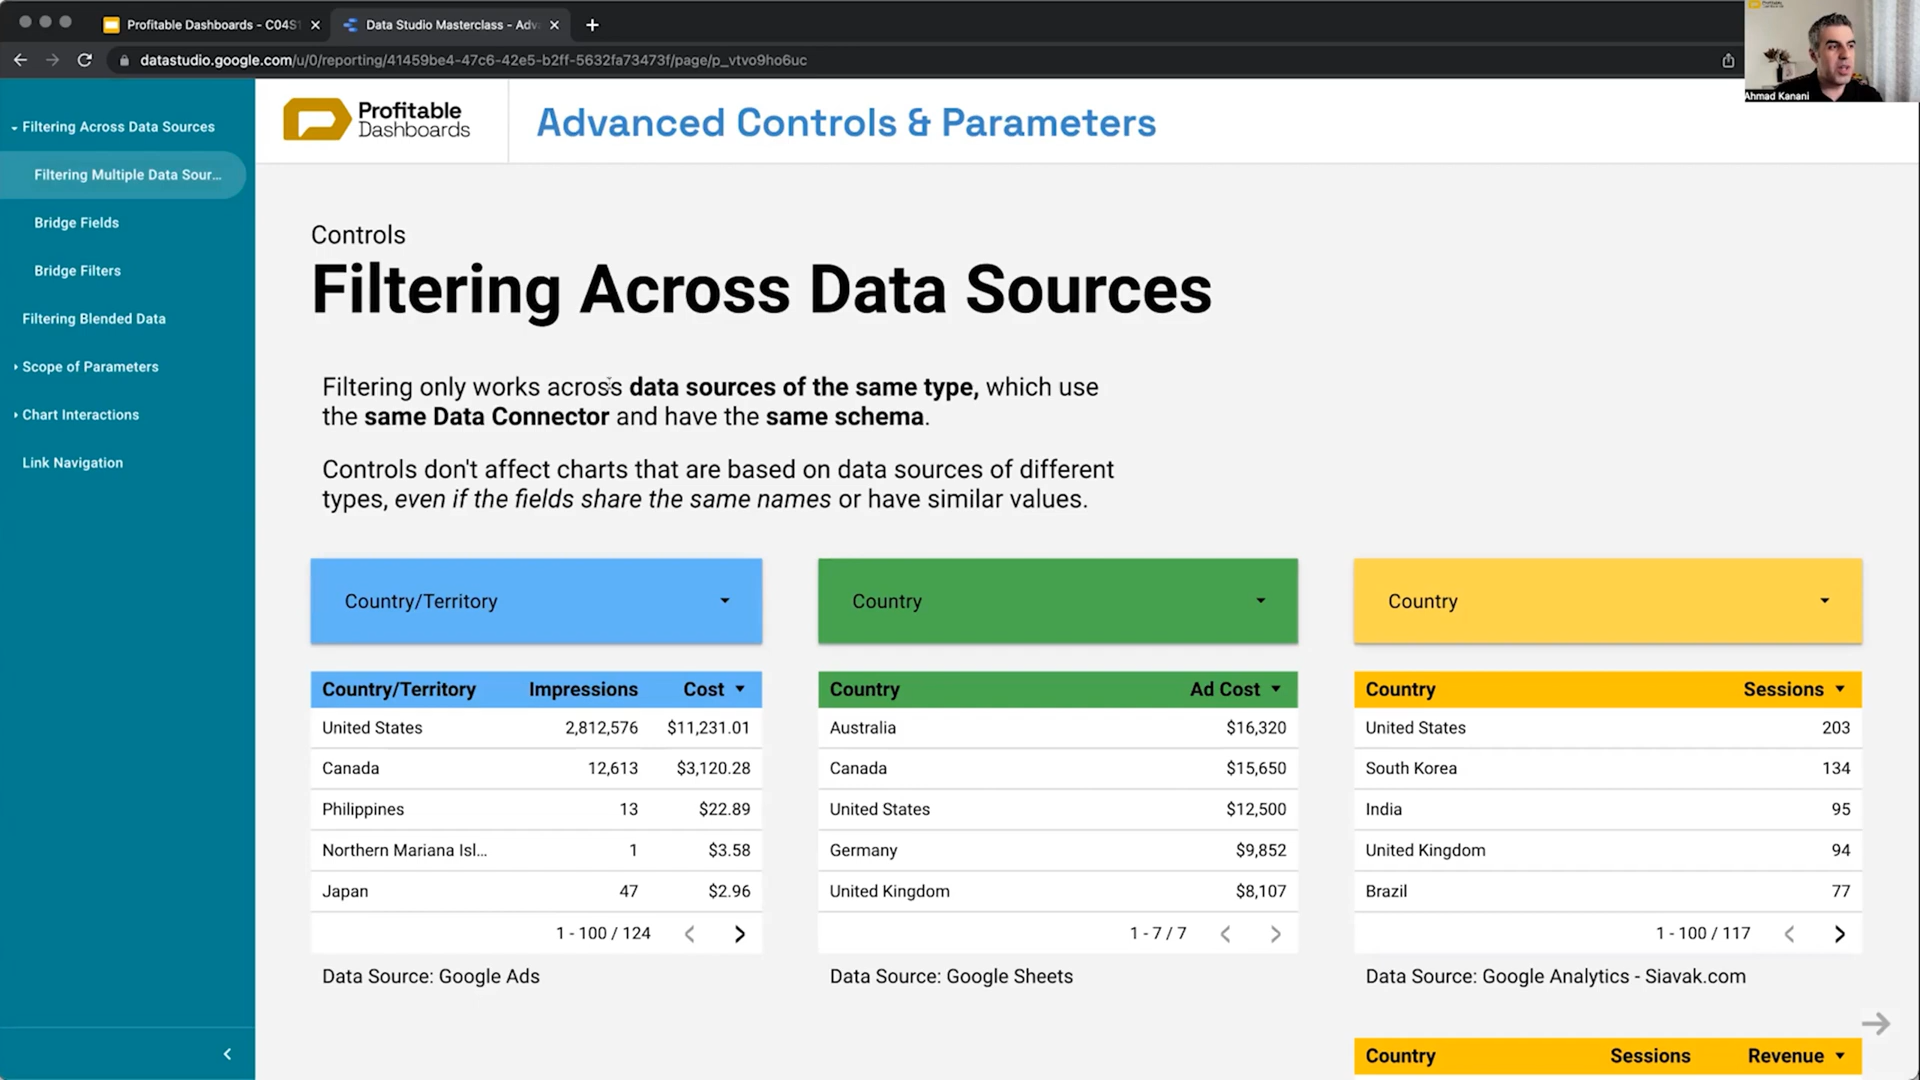 Profitable Dashboards - C04S
Data Studio Masterclass - Adv
datastudio.google.com/u/0/reporting/41459be4-47c6-42e5-b2ff-5632fa73473f/page/p_vtvo9ho6uc
Ahmad Kanani
Filtering Across Data Sources
Filtering Multiple Data Sour...
Bridge Fields
Bridge Filters
Filtering Blended Data
Scope of Parameters
Chart Interactions
Link Navigation
Profitable
Dashboards
Advanced Controls & Parameters
Controls
Filtering Across Data Sources
Filtering only works across data sources of the same type, which use
the same Data Connector and have the same schema.
Controls don't affect charts that are based on data sources of different
types, even if the fields share the same names or have similar values.
Country/Territory
Country/Territory Impressions Cost
United States 2,812,576 $11,231.01
Canada 12,613 $3,120.28
Philippines 13 $22.89
Northern Mariana Isl... 1 $3.58
Japan 47 $2.96
1 - 100 / 124
Data Source: Google Ads
Country
Country Ad Cost
Australia $16,320
Canada $15,650
United States $12,500
Germany $9,852
United Kingdom $8,107
1 - 7 / 7
Data Source: Google Sheets
Country
Country Sessions
United States 203
South Korea 134
India 95
United Kingdom 94
Brazil 77
1 - 100 / 117
Data Source: Google Analytics - Siavak.com
Country Sessions Revenue